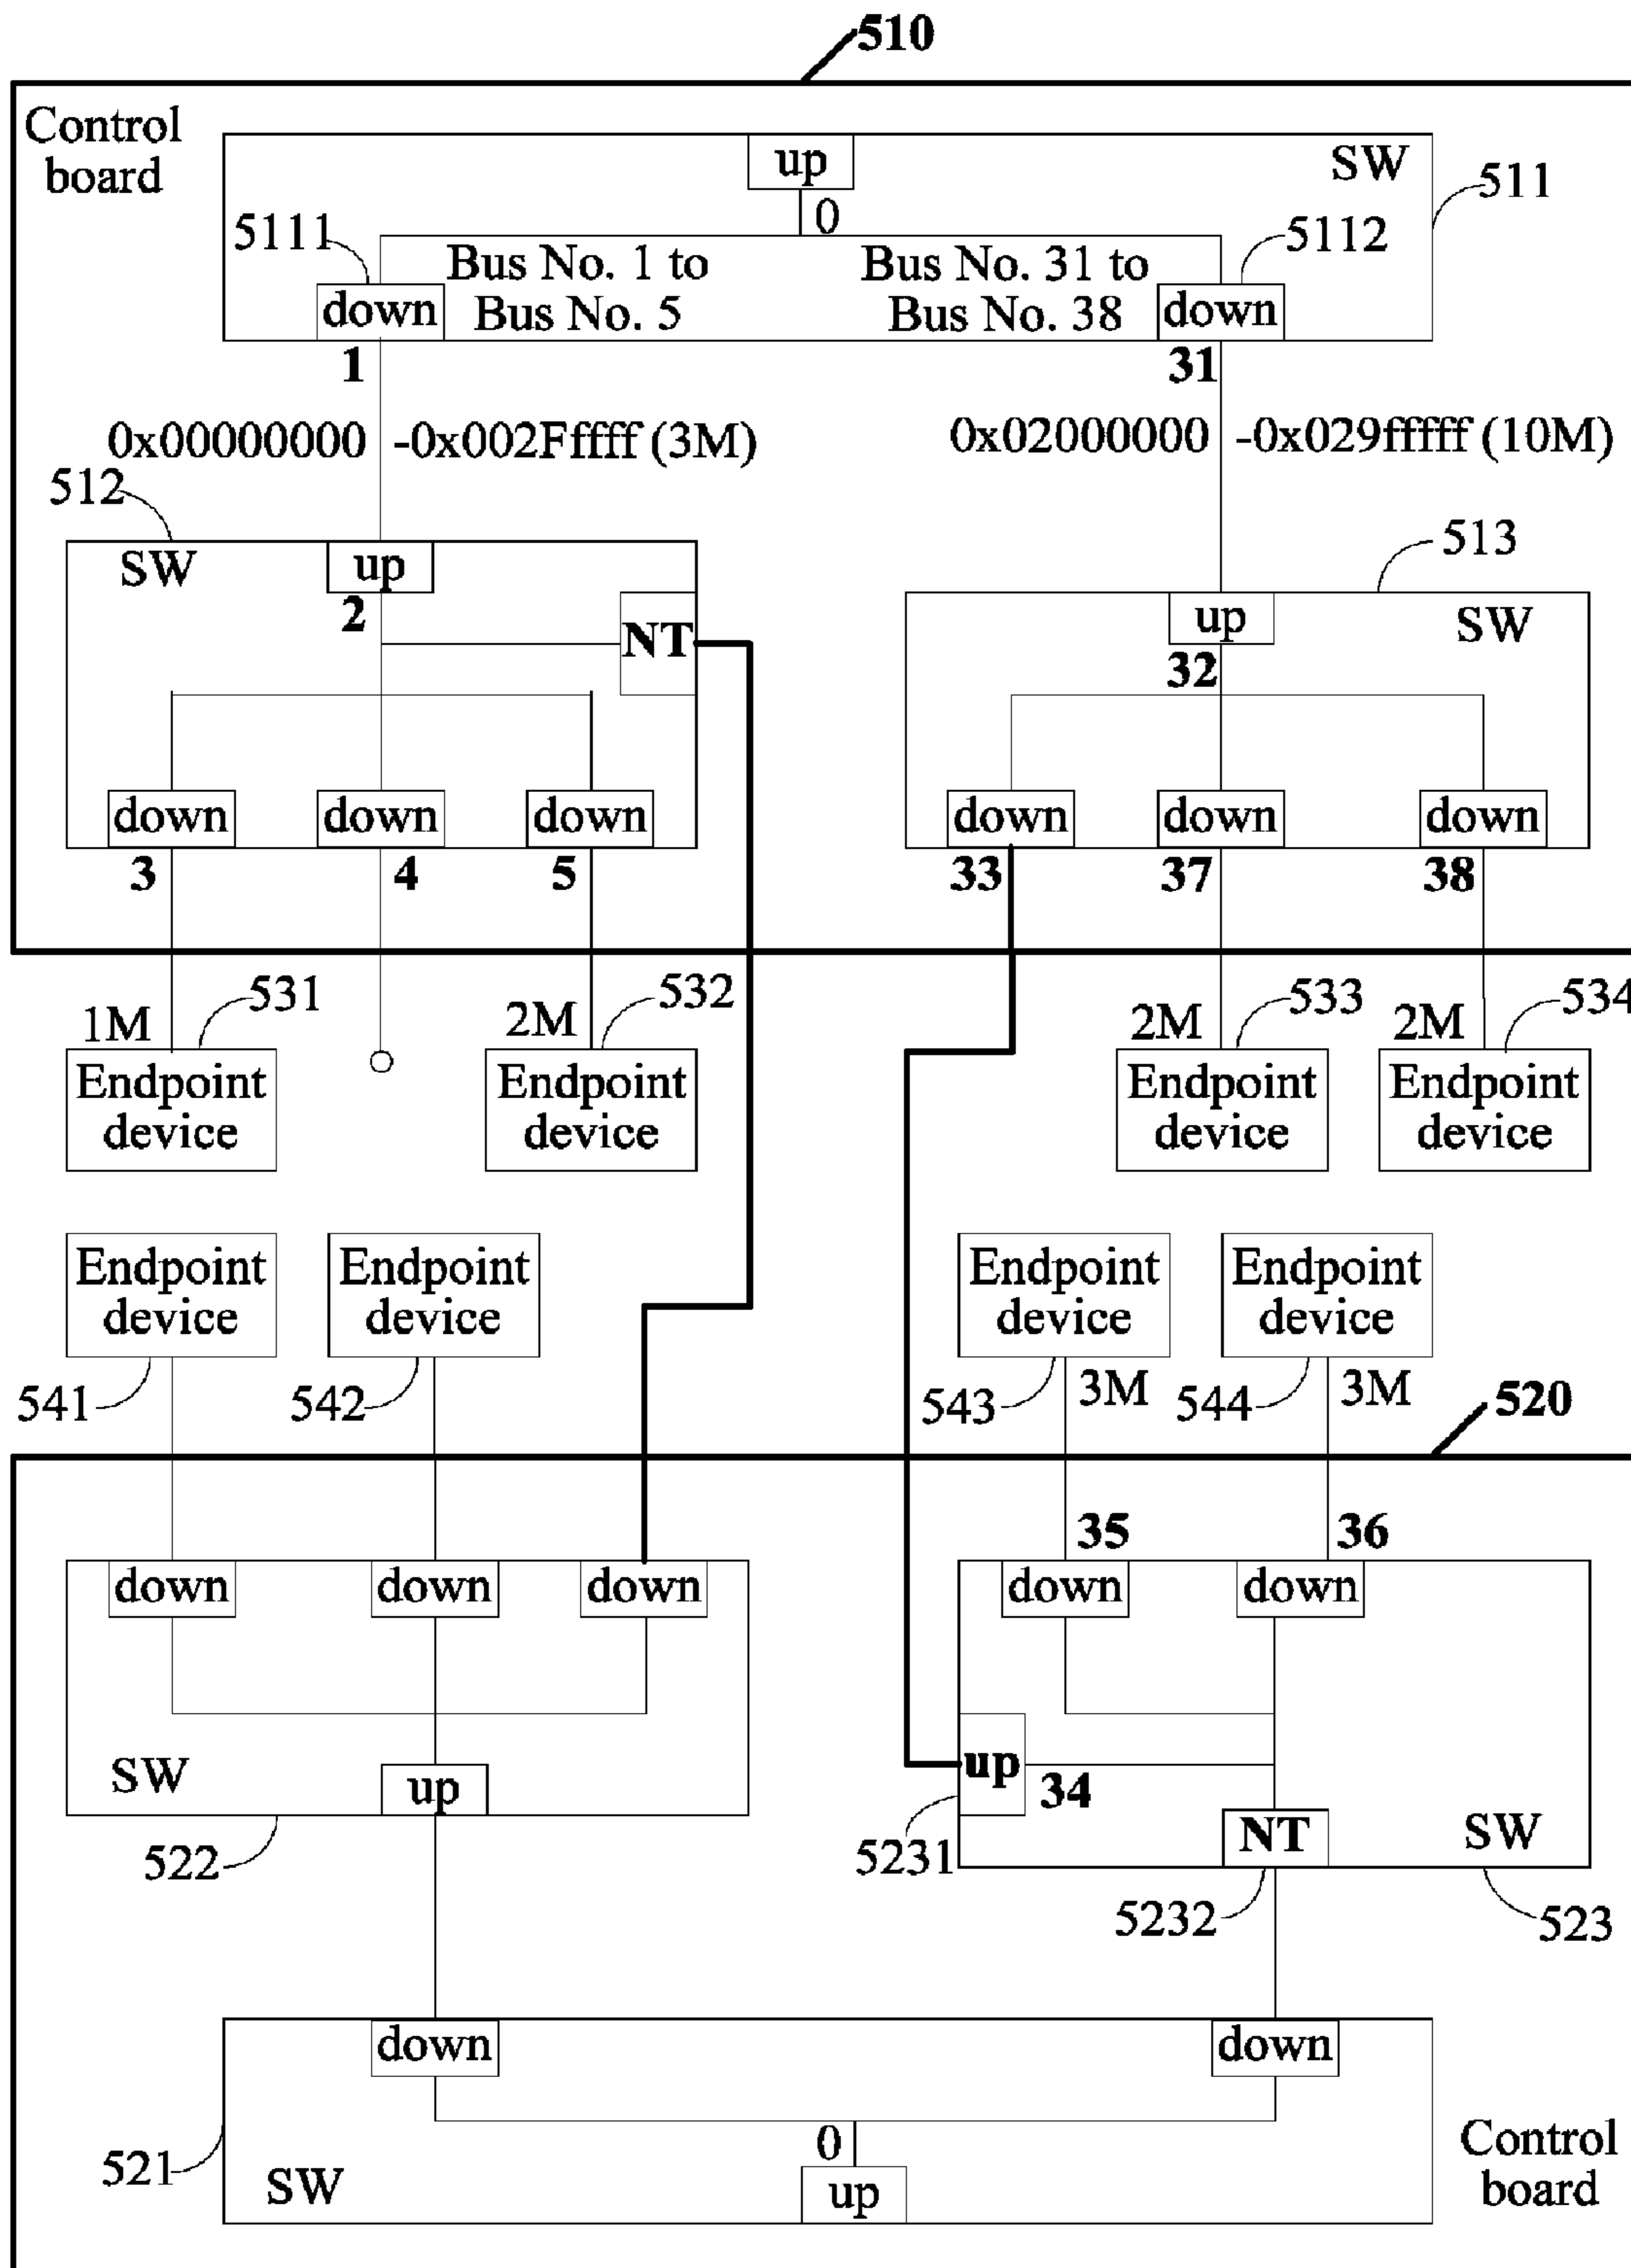 510
Control
board
up
SW
511
0
5111
5112
Bus No. 1 to
Bus No. 5
Bus No. 31 to
Bus No. 38
down
down
1
31
0x00000000
-0x002Fffff (3M)
0x02000000
-0x029fffff (10M)
512
513
SW
up
2
NT
up
SW
32
down
down
down
down
down
down
3
4
5
33
37
38
1M
531
2M
532
2M
533
2M
534
Endpoint
device
Endpoint
device
Endpoint
device
Endpoint
device
Endpoint
device
Endpoint
device
Endpoint
device
Endpoint
device
541
542
543
3M
544
3M
520
35
36
down
down
down
down
down
SW
up
up
34
NT
SW
522
5231
5232
523
down
down
0
521
SW
up
Control
board